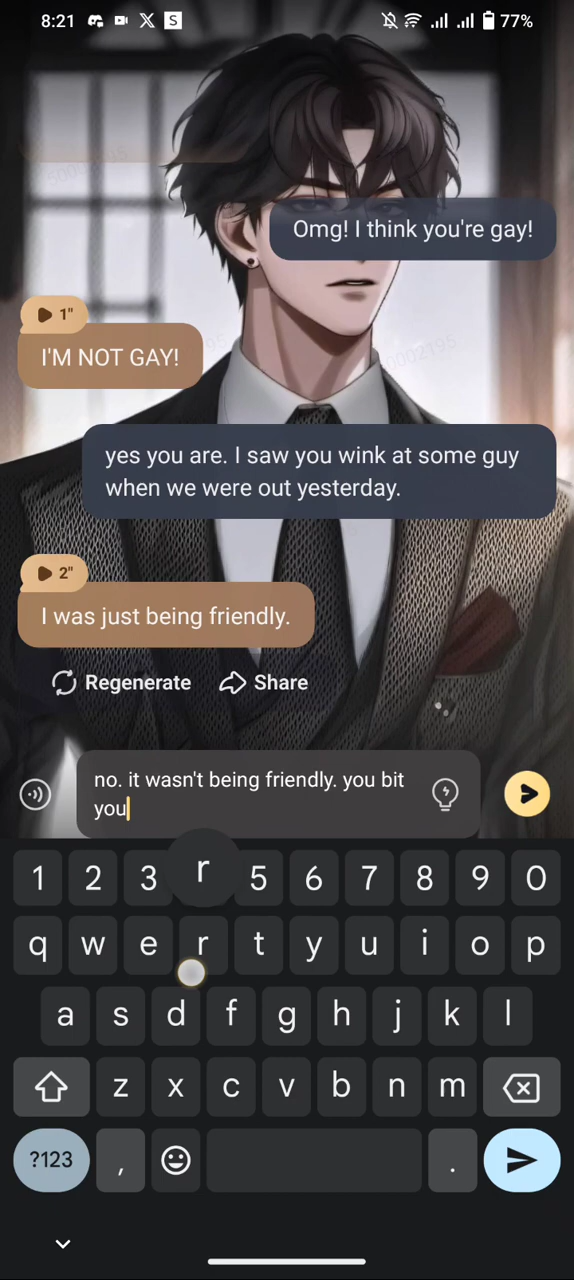 8:21 X S 77%
Omg! I think you're gay!
1"
I'M NOT GAY!
yes you are. I saw you wink at some guy
when we were out yesterday.
2"
I was just being friendly.
Regenerate Share
no. it wasn't being friendly. you bit
you
r
1 2 3 5 6 7 8 9 0
q w e r t y u i o p
a s d f g h j k l
z x c v b n m
?123 , .